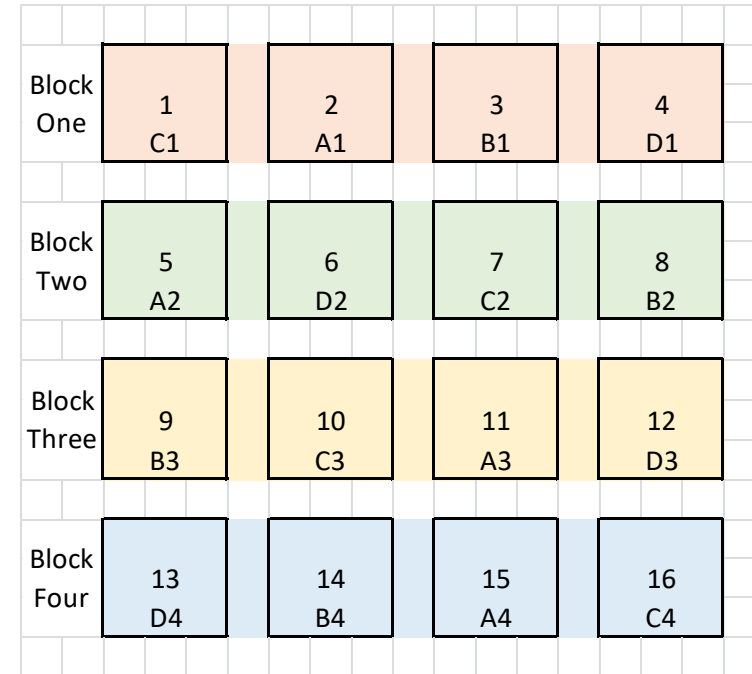 Block
One
1
C1
2
A1
3
B1
4
D1
Block
Two
5
A2
6
D2
7
C2
8
B2
Block
Three
9
B3
10
C3
11
A3
12
D3
Block
Four
13
D4
14
B4
15
A4
16
C4